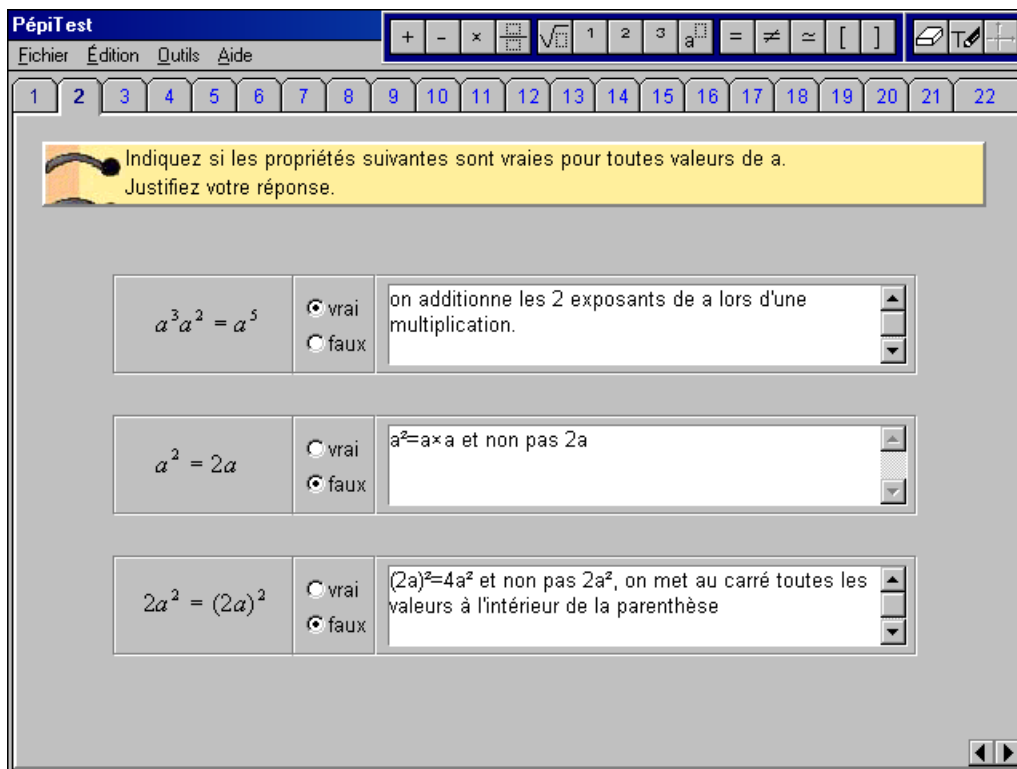 PépiTest
+ - × √ ¹ ² ³ a = ≠ ≃ [ ] T
Fichier Édition Outils Aide
1 2 3 4 5 6 7 8 9 10 11 12 13 14 15 16 17 18 19 20 21 22
Indiquez si les propriétés suivantes sont vraies pour toutes valeurs de a.
Justifiez votre réponse.
a³a² = a⁵
vrai
faux
on additionne les 2 exposants de a lors d'une
multiplication.
a² = 2a
vrai
faux
a²=a×a et non pas 2a
2a² = (2a)²
vrai
faux
(2a)²=4a² et non pas 2a², on met au carré toutes les
valeurs à l'intérieur de la parenthèse